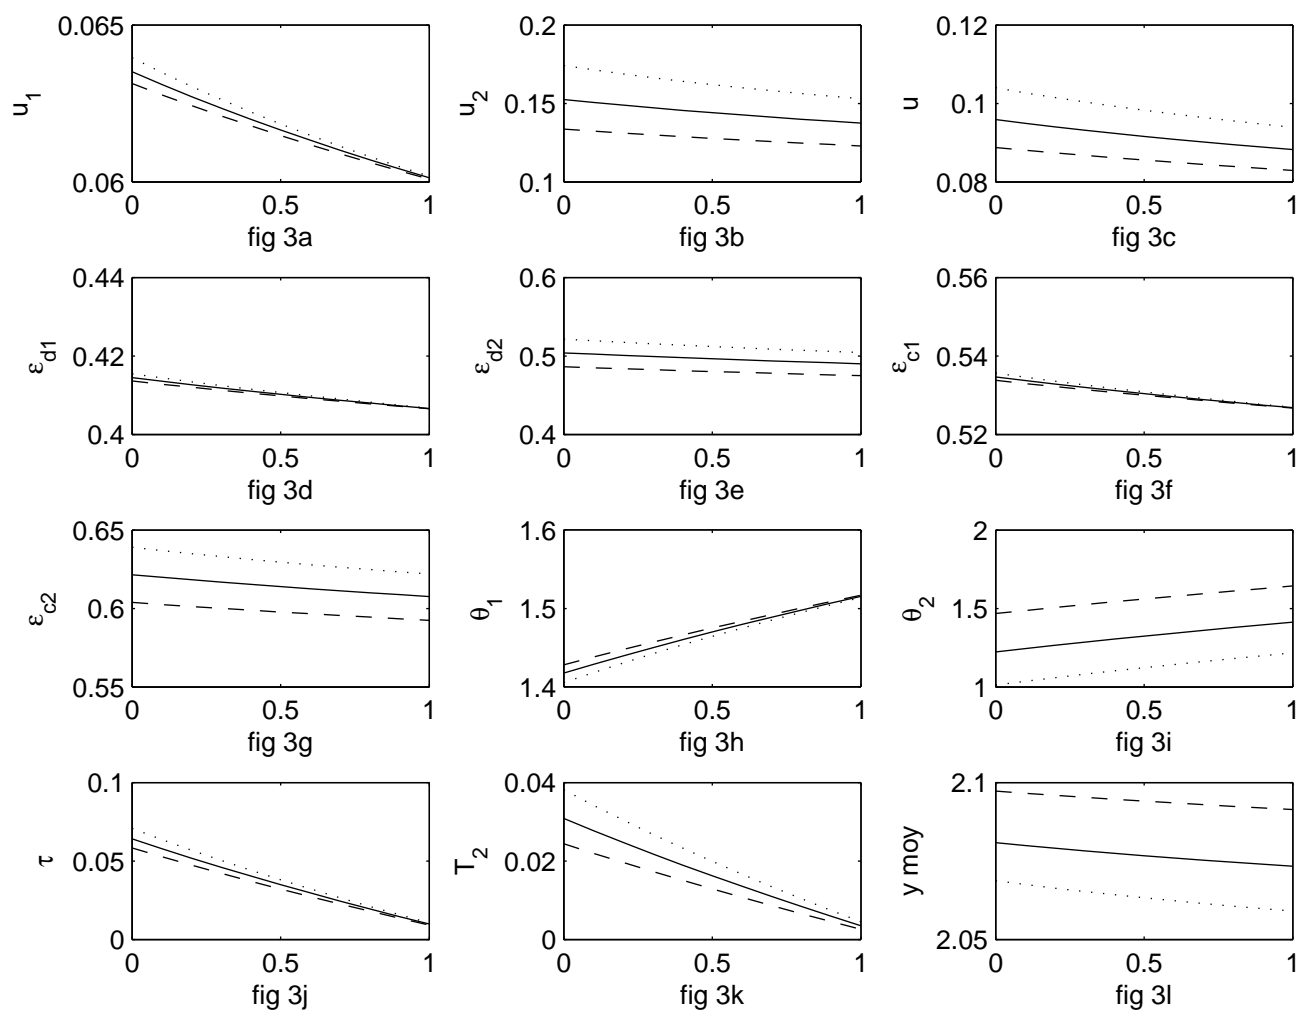 0.065
0.06
u1
0 0.5 1
fig 3a
0.2
0.15
0.1
u2
0 0.5 1
fig 3b
0.12
0.1
0.08
u
0 0.5 1
fig 3c
0.44
0.42
0.4
εd1
0 0.5 1
fig 3d
0.6
0.5
0.4
εd2
0 0.5 1
fig 3e
0.56
0.54
0.52
εc1
0 0.5 1
fig 3f
0.65
0.6
0.55
εc2
0 0.5 1
fig 3g
1.6
1.5
1.4
θ1
0 0.5 1
fig 3h
2
1.5
1
θ2
0 0.5 1
fig 3i
0.1
0.05
0
τ
0 0.5 1
fig 3j
0.04
0.02
0
T2
0 0.5 1
fig 3k
2.1
2.05
y moy
0 0.5 1
fig 3l